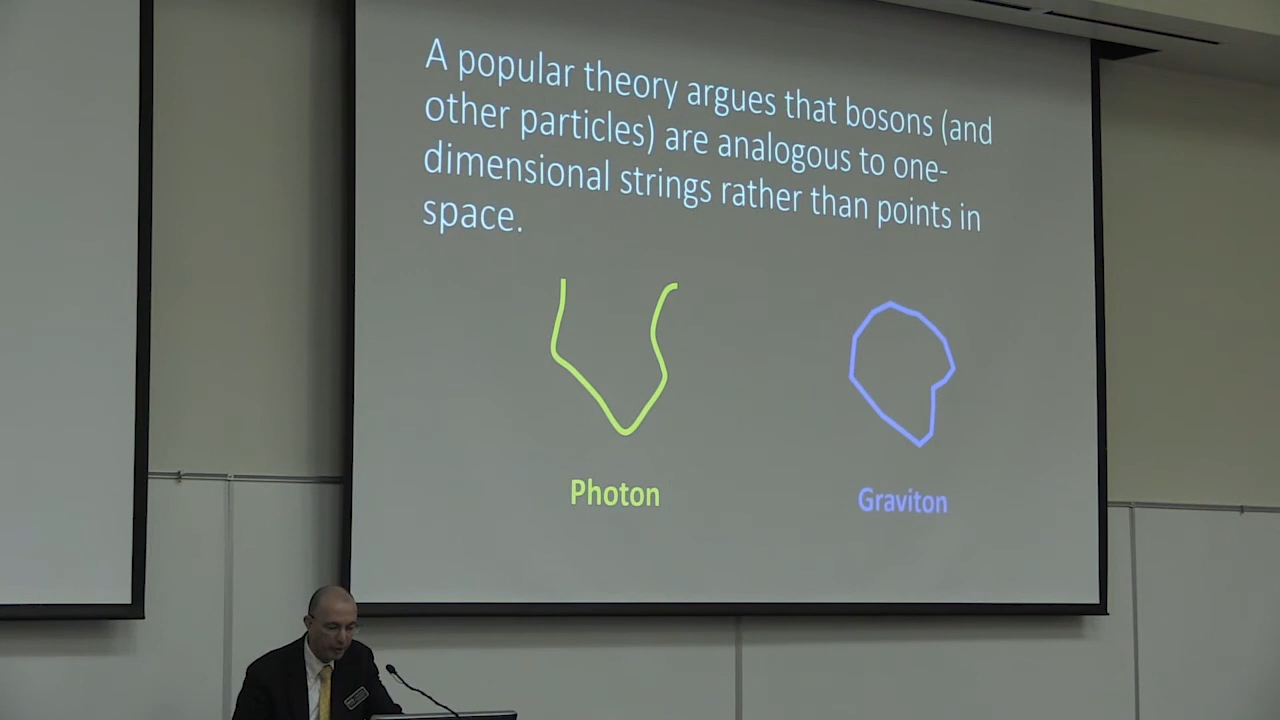 A popular theory argues that bosons (and
other particles) are analogous to one-
dimensional strings rather than points in
space.
Photon
Graviton